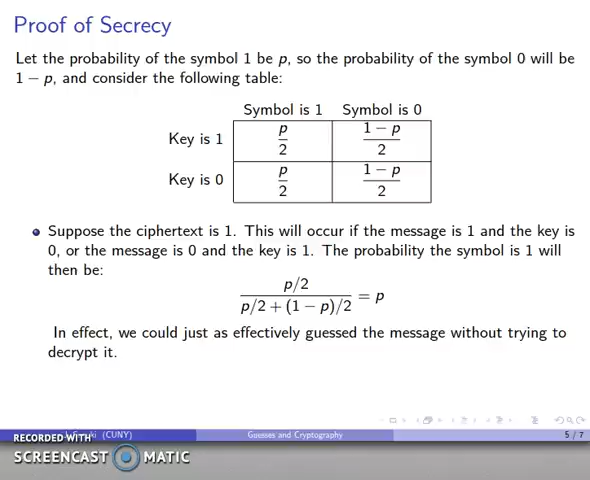 Proof of Secrecy
Let the probability of the symbol 1 be p, so the probability of the symbol 0 will be
1 − p, and consider the following table:
Symbol is 1 Symbol is 0
Key is 1 p/2 (1 − p)/2
Key is 0 p/2 (1 − p)/2
Suppose the ciphertext is 1. This will occur if the message is 1 and the key is
0, or the message is 0 and the key is 1. The probability the symbol is 1 will
then be:
(p/2)/(p/2 + (1 − p)/2) = p
In effect, we could just as effectively guessed the message without trying to
decrypt it.
(CUNY) Guesses and Cryptography 5 / 7
RECORDED WITH
SCREENCAST MATIC